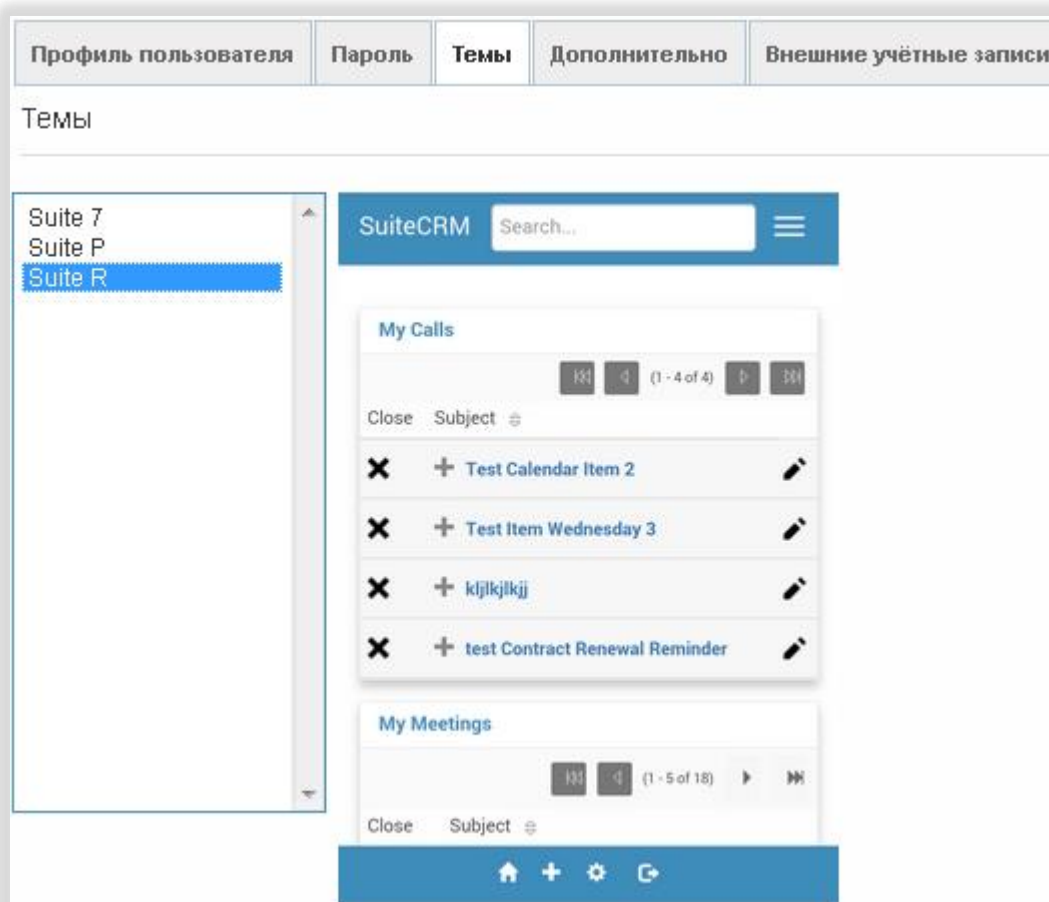 Профиль пользователя Пароль Темы Дополнительно Внешние учётные записи
Темы
Suite 7
Suite P
Suite R
SuiteCRM Search...
My Calls
(1 - 4 of 4)
Close Subject
Test Calendar Item 2
Test Item Wednesday 3
kljlkjlkjj
test Contract Renewal Reminder
My Meetings
(1 - 5 of 18)
Close Subject